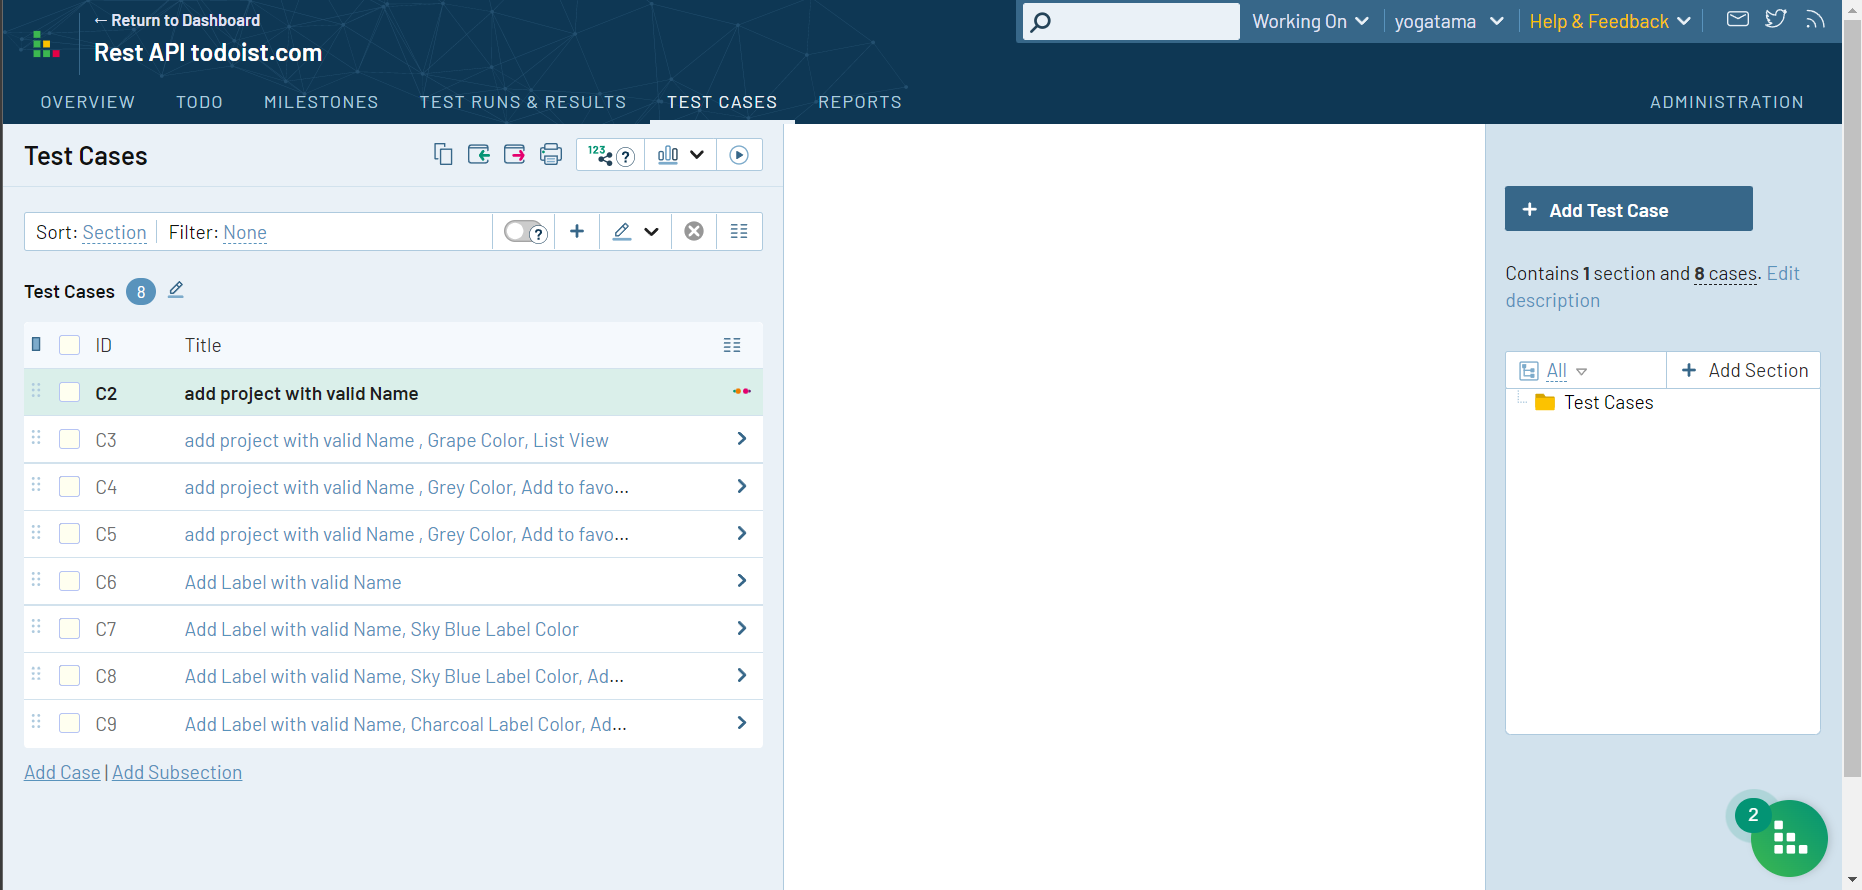 ← Return to Dashboard
Rest API todoist.com
Working On
yogatama
Help & Feedback
OVERVIEW
TODO
MILESTONES
TEST RUNS & RESULTS
TEST CASES
REPORTS
ADMINISTRATION
Test Cases
123
?
Sort: Section
Filter: None
?
Test Cases 8
ID Title
C2 add project with valid Name
C3 add project with valid Name , Grape Color, List View
C4 add project with valid Name , Grey Color, Add to favo...
C5 add project with valid Name , Grey Color, Add to favo...
C6 Add Label with valid Name
C7 Add Label with valid Name, Sky Blue Label Color
C8 Add Label with valid Name, Sky Blue Label Color, Ad...
C9 Add Label with valid Name, Charcoal Label Color, Ad...
Add Case | Add Subsection
+ Add Test Case
Contains 1 section and 8 cases. Edit
description
All
+ Add Section
Test Cases
2